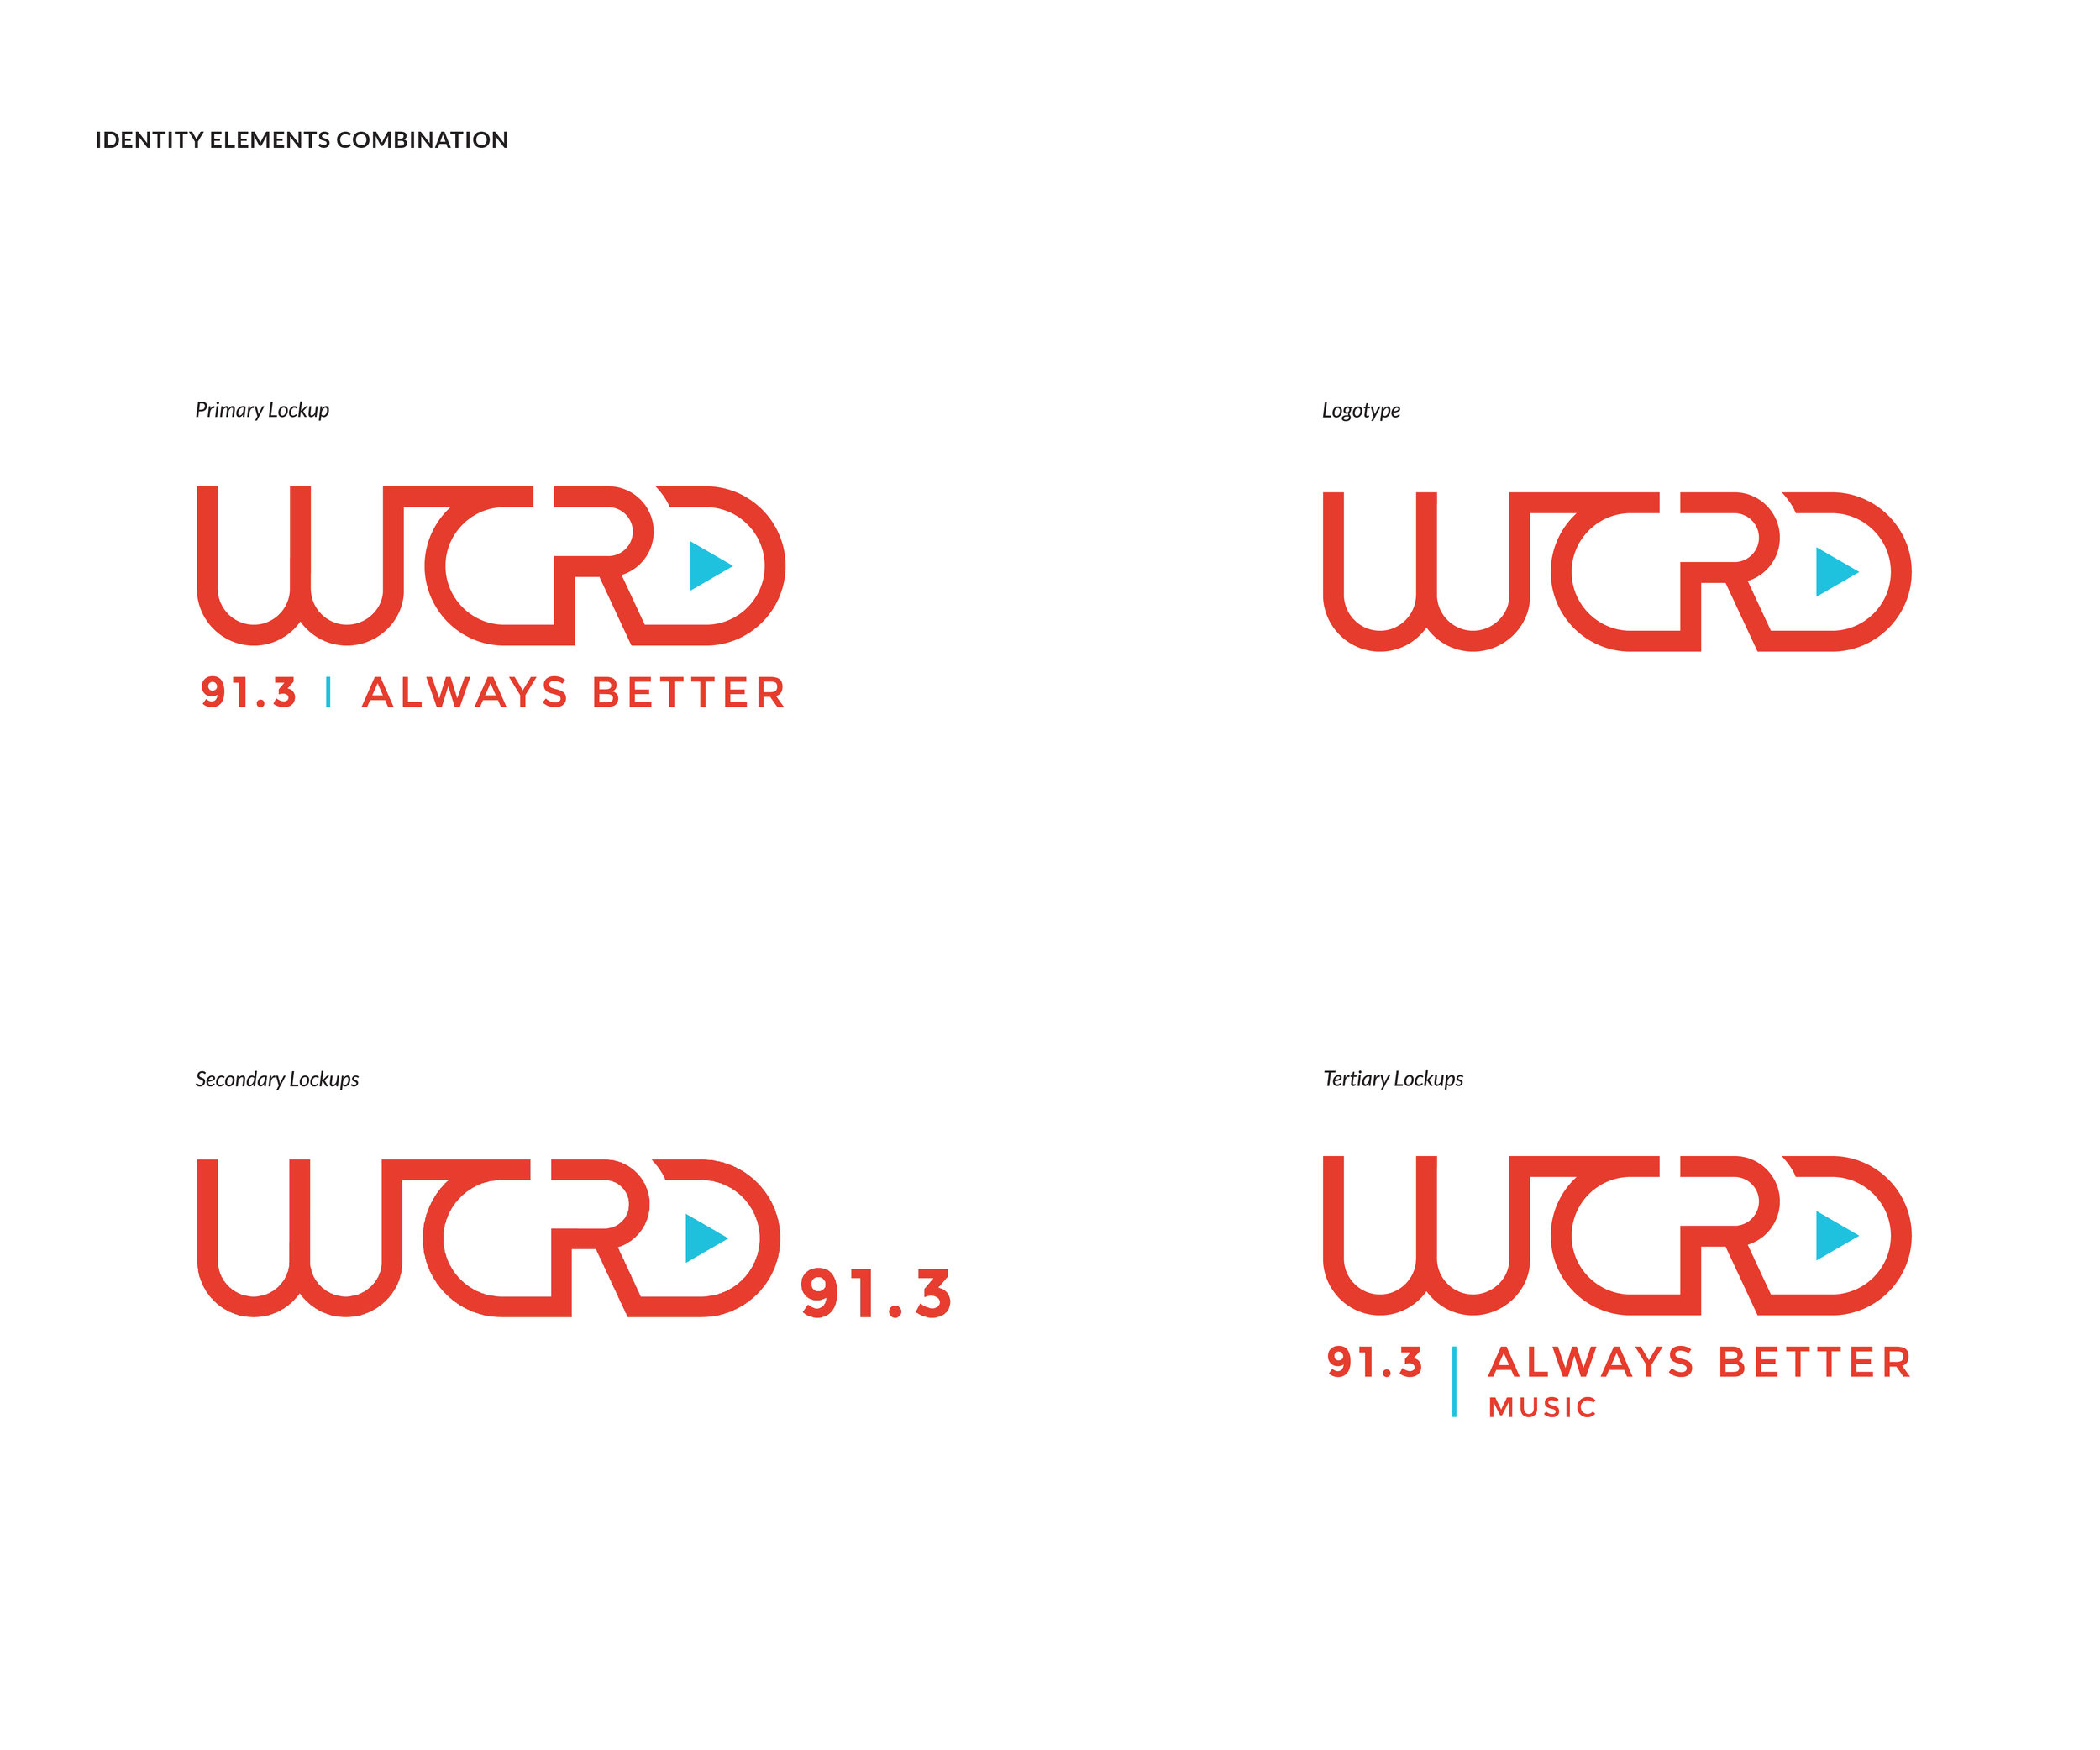 IDENTITY ELEMENTS COMBINATION
Primary Lockup
WCRD
91.3 | ALWAYS BETTER
Logotype
WCRD
Secondary Lockups
WCRD 91.3
Tertiary Lockups
WCRD
91.3 | ALWAYS BETTER
MUSIC